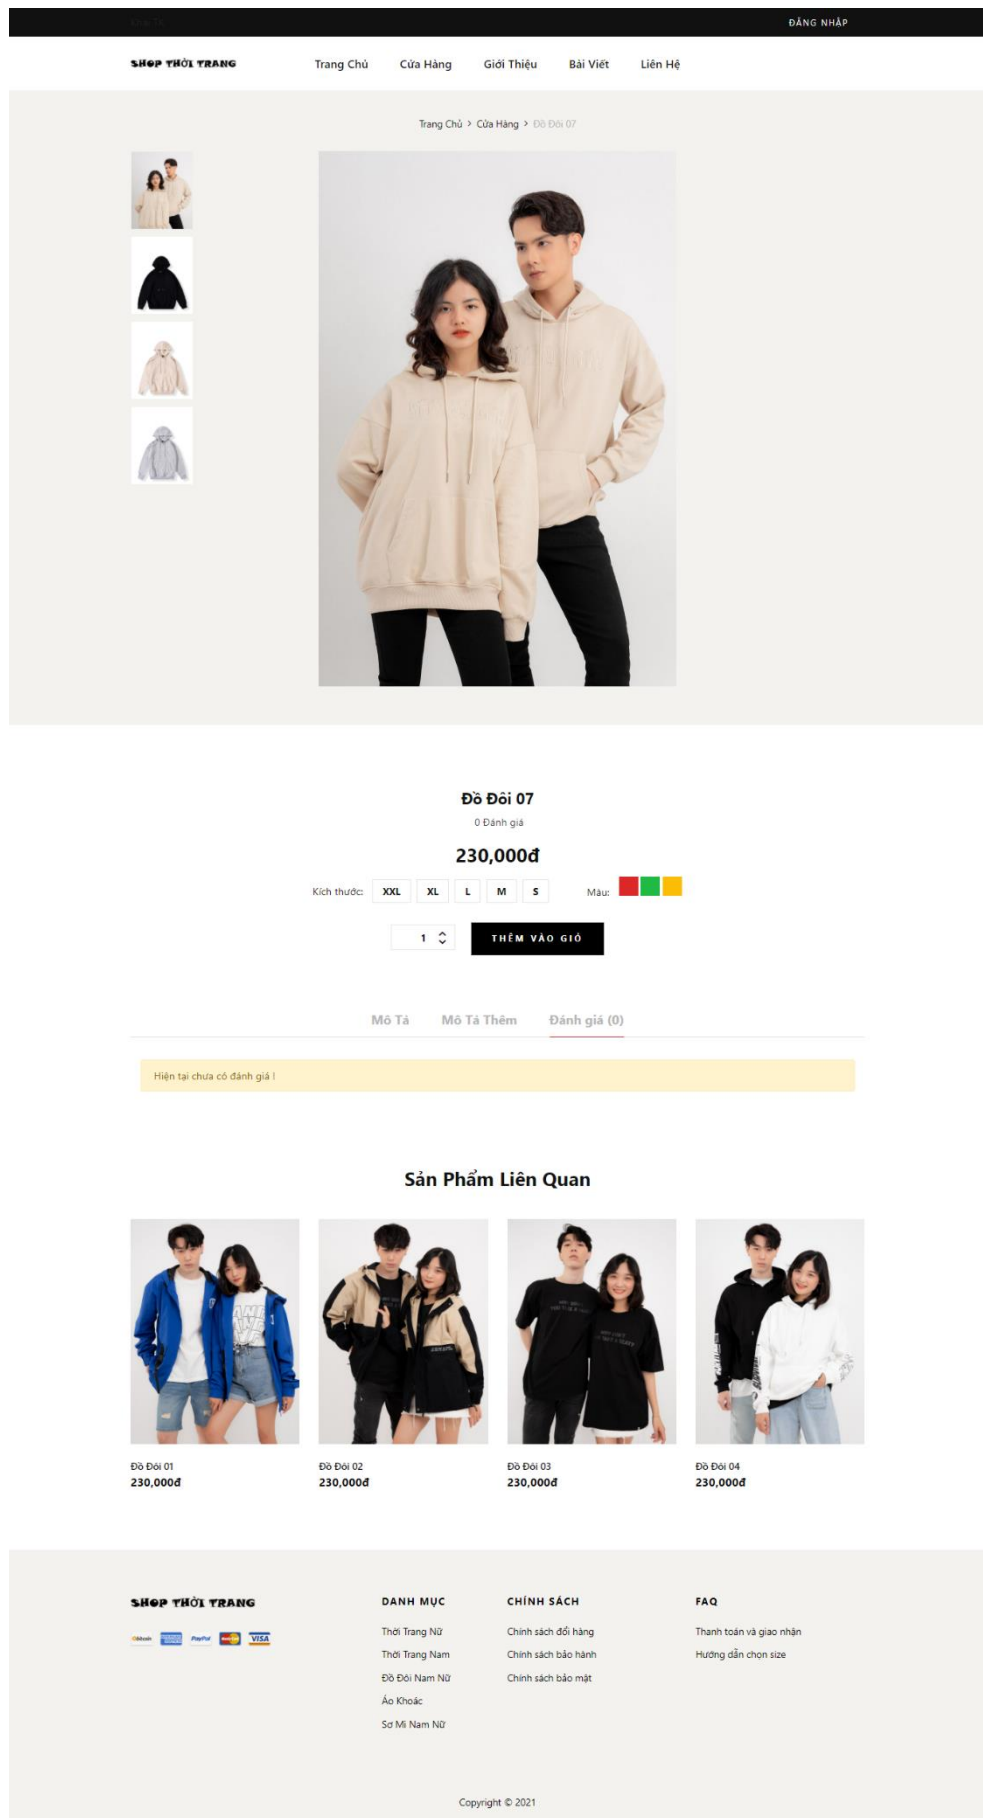 ĐĂNG NHẬP
SHOP THỜI TRANG
Trang Chủ Cửa Hàng Giới Thiệu Bài Viết Liên Hệ
Trang Chủ > Cửa Hàng > Đồ Đôi 07
Đồ Đôi 07
0 Đánh giá
230,000đ
Kích thước: XXL XL L M S Màu:
1 THÊM VÀO GIỎ
Mô Tả Mô Tả Thêm Đánh giá (0)
Hiện tại chưa có đánh giá !
Sản Phẩm Liên Quan
Đồ Đôi 01
230,000đ
Đồ Đôi 02
230,000đ
Đồ Đôi 03
230,000đ
Đồ Đôi 04
230,000đ
SHOP THỜI TRANG
PayPal VISA
DANH MỤC
Thời Trang Nữ
Thời Trang Nam
Đồ Đôi Nam Nữ
Áo Khoác
Sơ Mi Nam Nữ
CHÍNH SÁCH
Chính sách đổi hàng
Chính sách bảo hành
Chính sách bảo mật
FAQ
Thanh toán và giao nhận
Hướng dẫn chọn size
Copyright © 2021